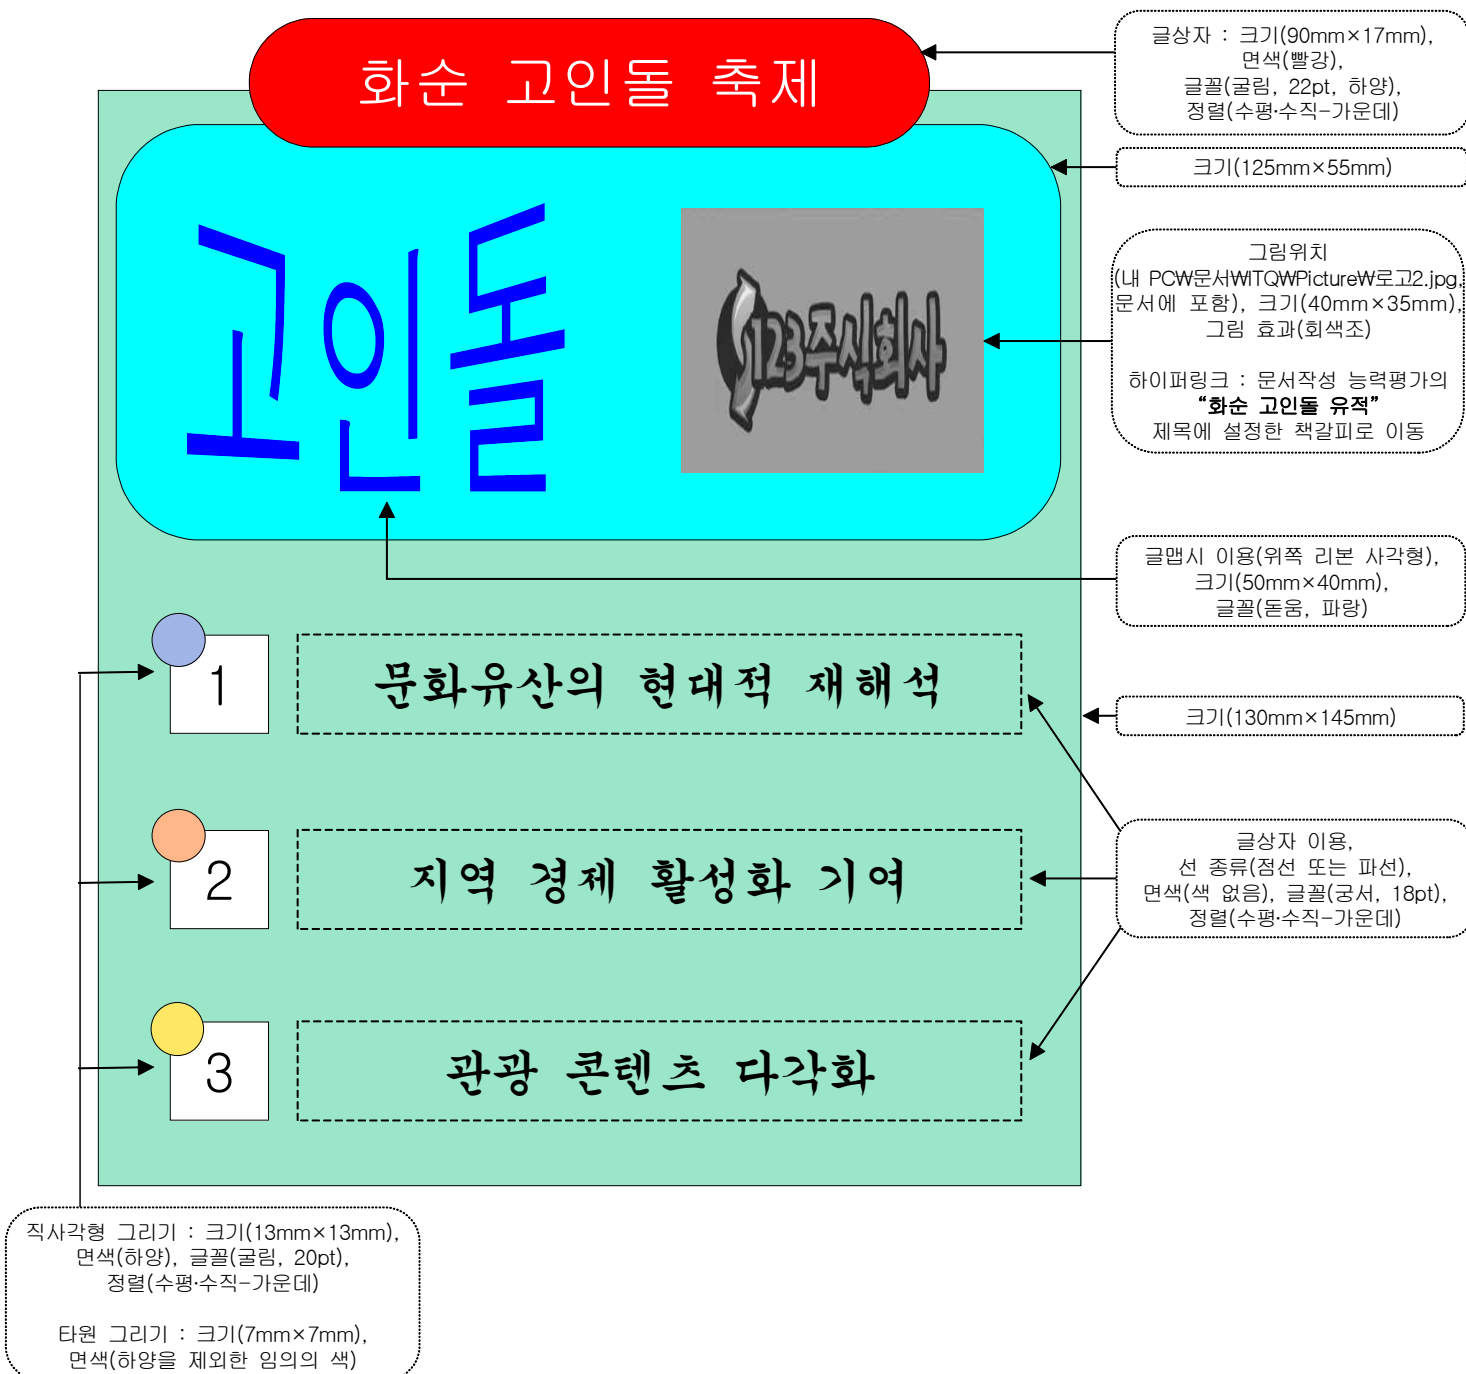 화순 고인돌 축제
글상자 : 크기(90mm×17mm),
면색(빨강),
글꼴(굴림, 22pt, 하양),
정렬(수평·수직-가운데)
크기(125mm×55mm)
고인돌
123주식회사
그림위치
(내 PC₩문서₩ITQ₩Picture₩로고2.jpg,
문서에 포함), 크기(40mm×35mm),
그림 효과(회색조)
하이퍼링크 : 문서작성 능력평가의
“화순 고인돌 유적”
제목에 설정한 책갈피로 이동
글맵시 이용(위쪽 리본 사각형),
크기(50mm×40mm),
글꼴(돋움, 파랑)
1
문화유산의 현대적 재해석
크기(130mm×145mm)
2
지역 경제 활성화 기여
글상자 이용,
선 종류(점선 또는 파선),
면색(색 없음), 글꼴(궁서, 18pt),
정렬(수평·수직-가운데)
3
관광 콘텐츠 다각화
직사각형 그리기 : 크기(13mm×13mm),
면색(하양), 글꼴(굴림, 20pt),
정렬(수평·수직-가운데)
타원 그리기 : 크기(7mm×7mm),
면색(하양을 제외한 임의의 색)